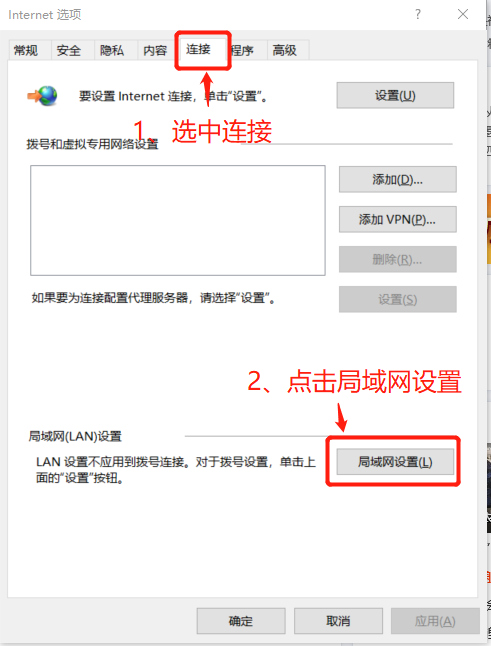 Internet 选项
常规 安全 隐私 内容 连接 程序 高级
要设置 Internet 连接，单击“设置”。
设置(U)
1、选中连接
拨号和虚拟专用网络设置
添加(D)...
添加 VPN(P)...
删除(R)...
如果要为连接配置代理服务器，请选择“设置”。
设置(S)
2、点击局域网设置
局域网(LAN)设置
LAN 设置不应用到拨号连接。对于拨号设置，单击上
面的“设置”按钮。
局域网设置(L)
确定 取消 应用(A)